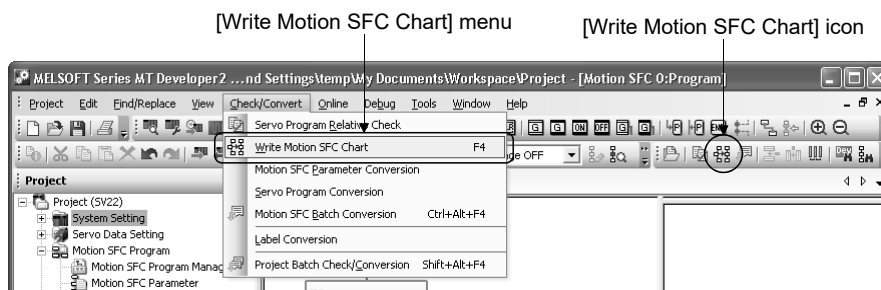 [Write Motion SFC Chart] menu
[Write Motion SFC Chart] icon
MELSOFT Series MT Developer2 ...nd Settings\temp\My Documents\Workspace\Project - [Motion SFC 0:Program]
Project Edit Find/Replace View Check/Convert Online Debug Tools Window Help
Servo Program Relative Check
Write Motion SFC Chart F4
ge OFF
Motion SFC Parameter Conversion
Servo Program Conversion
Motion SFC Batch Conversion Ctrl+Alt+F4
Label Conversion
Project Batch Check/Conversion Shift+Alt+F4
Project
Project (SV22)
System Setting
Servo Data Setting
Motion SFC Program
Motion SFC Program Manag
Motion SFC Parameter